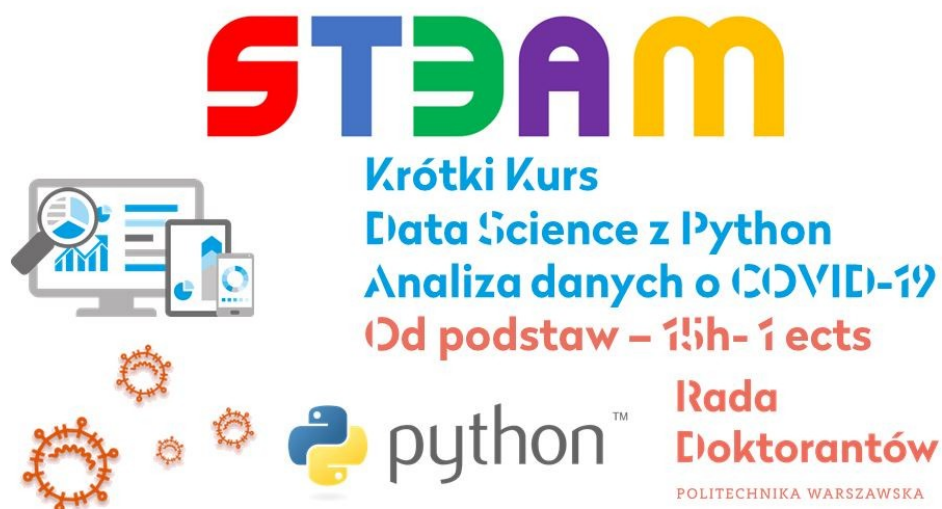 STEAM
Krótki Kurs
Data Science z Python
Analiza danych o COVID-19
Od podstaw – 15h- 1 ects
python™
Rada
Doktorantów
POLITECHNIKA WARSZAWSKA